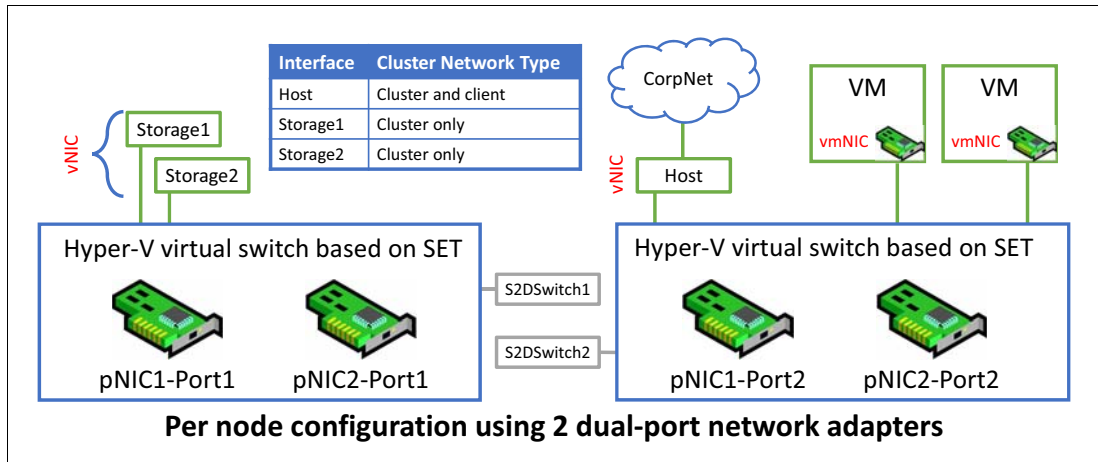 Interface Cluster Network Type
Host Cluster and client
Storage1 Cluster only
Storage2 Cluster only
vNIC
Storage1
Storage2
CorpNet
vNIC
Host
VM
vmNIC
VM
vmNIC
Hyper-V virtual switch based on SET
pNIC1-Port1
pNIC2-Port1
S2DSwitch1
S2DSwitch2
Hyper-V virtual switch based on SET
pNIC1-Port2
pNIC2-Port2
Per node configuration using 2 dual-port network adapters